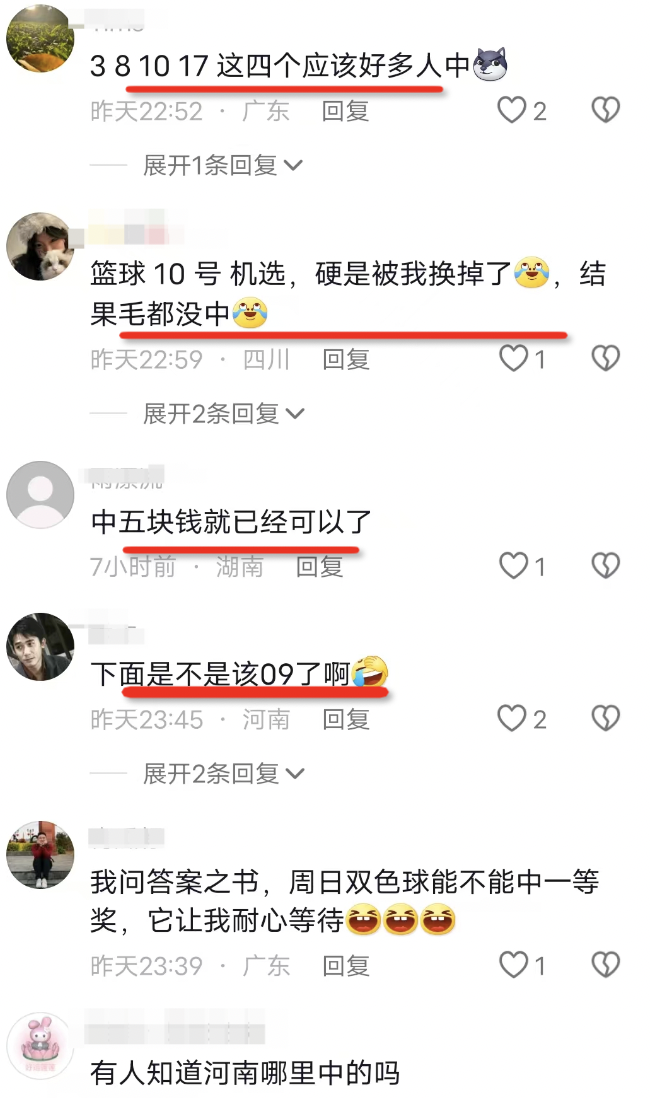 3 8 10 17 这四个应该好多人中
昨天22:52 · 广东 回复
2
展开1条回复
篮球 10 号 机选，硬是被我换掉了，结
果毛都没中
昨天22:59 · 四川 回复
1
展开2条回复
中五块钱就已经可以了
7小时前 · 湖南 回复
1
下面是不是该09了啊
昨天23:45 · 河南 回复
2
展开2条回复
我问答案之书，周日双色球能不能中一等
奖，它让我耐心等待
昨天23:39 · 广东 回复
1
有人知道河南哪里中的吗